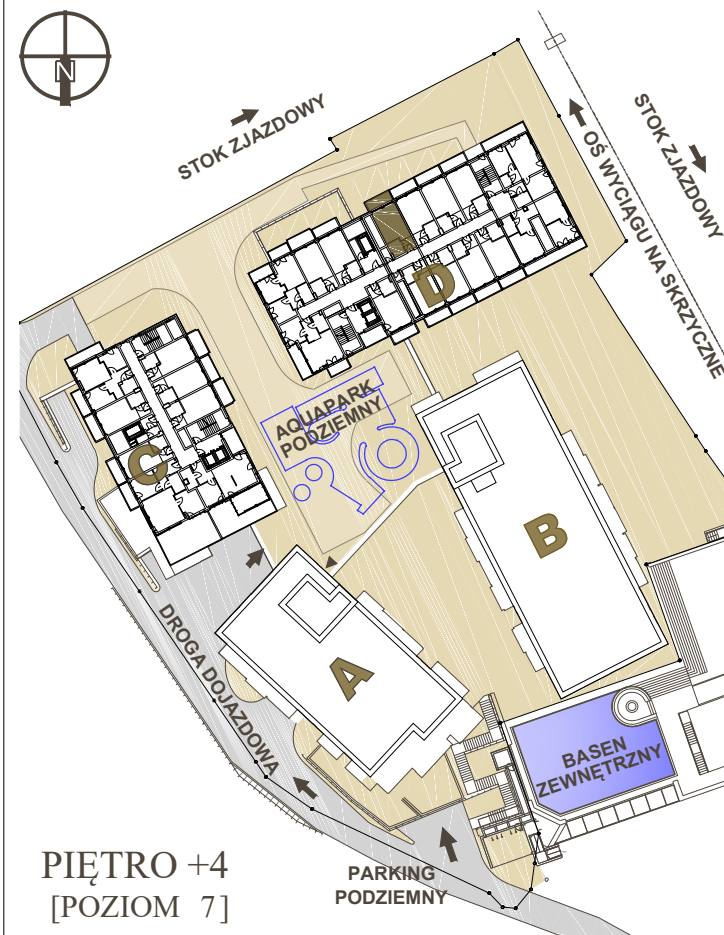 N
STOK ZJAZDOWY
STOK ZJAZDOWY
OŚ WYCIĄGU NA SKRZYCZNE
D
C
AQUAPARK
PODZIEMNY
B
A
DROGA DOJAZDOWA
BASEN
ZEWNĘTRZNY
PIĘTRO +4
[POZIOM 7]
PARKING
PODZIEMNY